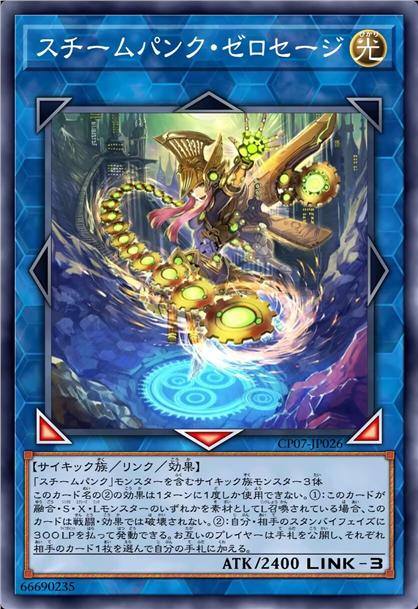 スチームパンク・ゼロセージ 光
CP07-JP026
【サイキック族／リンク／効果】
「スチームパンク」モンスターを含むサイキック族モンスター3体
このカード名の②の効果は1ターンに1度しか使用できない。①：このカードが
融合・S・X・Lモンスターのいずれかを素材としてL召喚されている場合、この
カードは戦闘・効果では破壊されない。②：自分・相手のスタンバイフェイズに
300LPを払って発動できる。お互いのプレイヤーは手札を公開し、それぞれ
相手のカード1枚を選んで自分の手札に加える。
ATK/2400 LINK-3
66690235